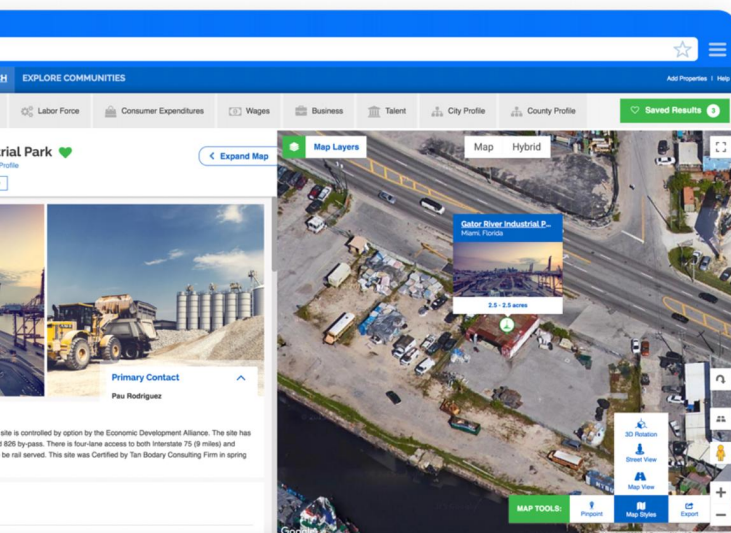 H EXPLORE COMMUNITIES
Add Properties | Help
Labor Force Consumer Expenditures Wages Business Talent City Profile County Profile Saved Results 3
trial Park
Profile
Expand Map
Map Layers
Map Hybrid
Gator River Industrial P...
Miami, Florida
2.5 - 2.5 acres
Primary Contact
Pau Rodriguez
site is controlled by option by the Economic Development Alliance. The site has
826 by-pass. There is four-lane access to both Interstate 75 (9 miles) and
be rail served. This site was Certified by Tan Bodary Consulting Firm in spring
3D Rotation
Street View
Map View
MAP TOOLS: Pinpoint Map Styles Export
Google